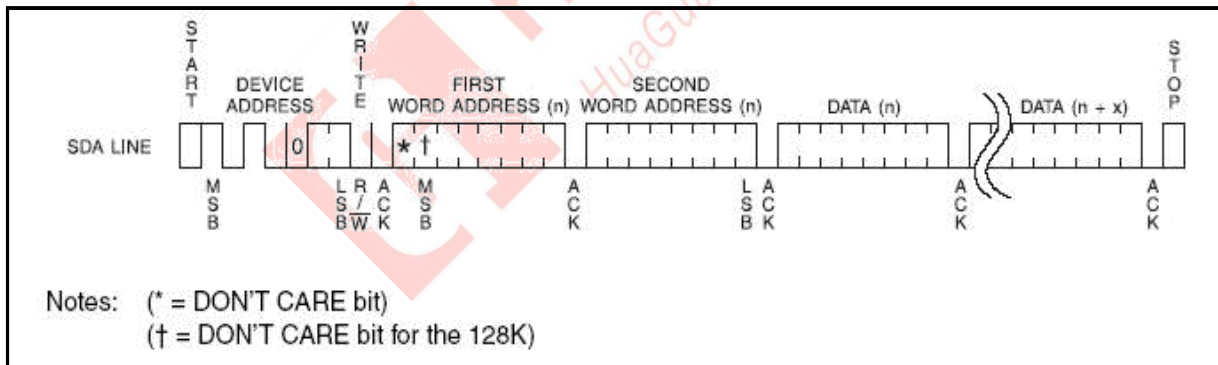 START
WRITE
STOP
DEVICE ADDRESS
FIRST WORD ADDRESS (n)
SECOND WORD ADDRESS (n)
DATA (n)
DATA (n + x)
SDA LINE
0
* †
MSB
LSB
R/W
ACK
MSB
ACK
LSB
ACK
ACK
ACK
HuaGua
Notes: (* = DON'T CARE bit)
(† = DON'T CARE bit for the 128K)